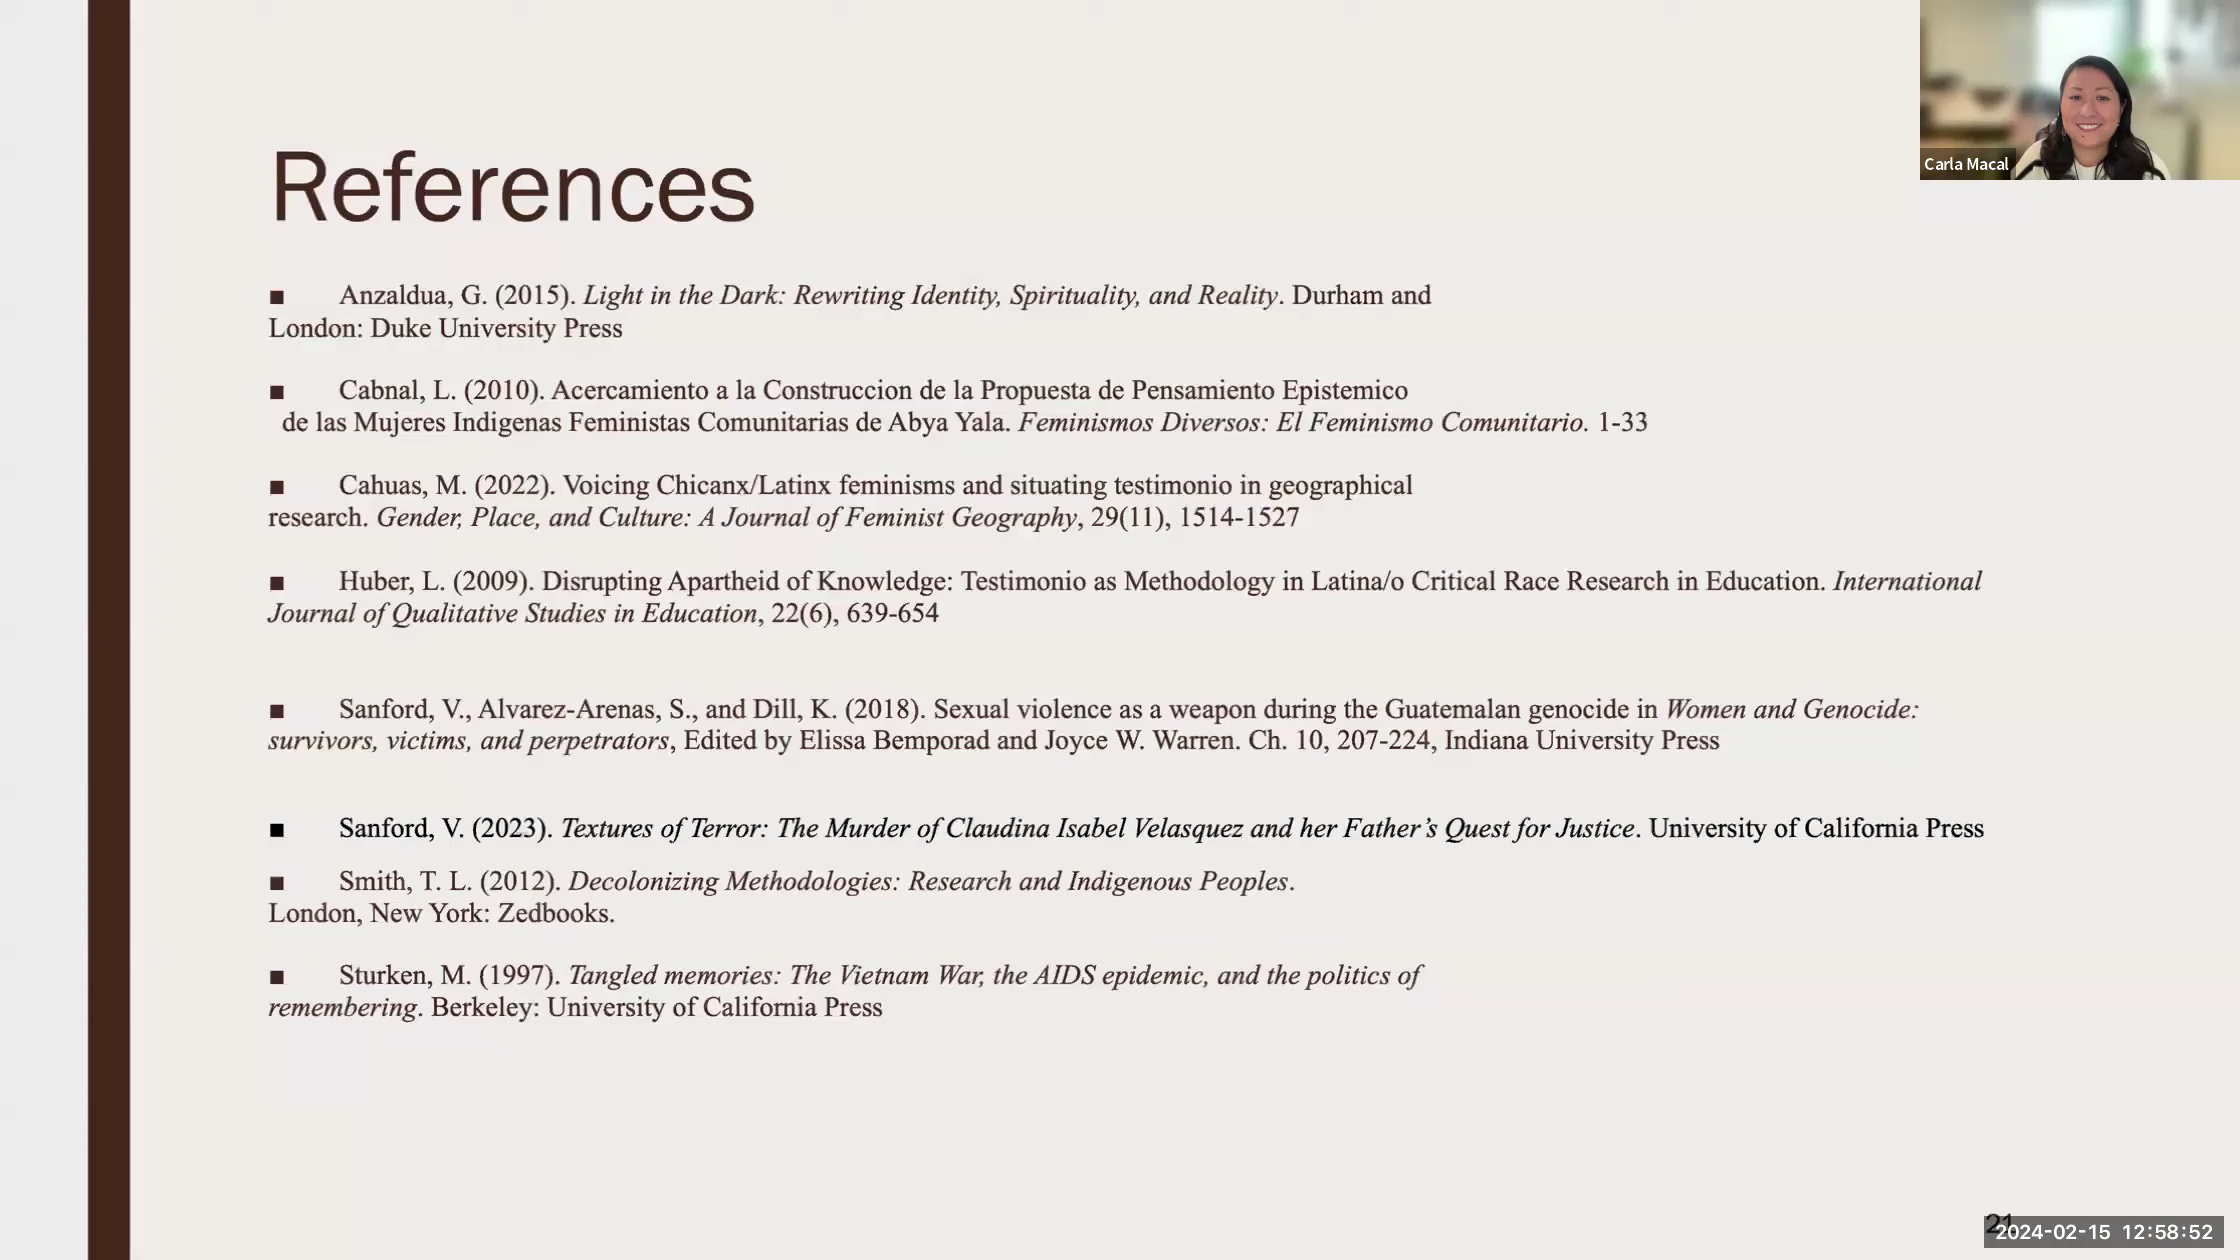 Carla Macal
References
■ Anzaldua, G. (2015). Light in the Dark: Rewriting Identity, Spirituality, and Reality. Durham and
London: Duke University Press
■ Cabnal, L. (2010). Acercamiento a la Construccion de la Propuesta de Pensamiento Epistemico
de las Mujeres Indigenas Feministas Comunitarias de Abya Yala. Feminismos Diversos: El Feminismo Comunitario. 1-33
■ Cahuas, M. (2022). Voicing Chicanx/Latinx feminisms and situating testimonio in geographical
research. Gender, Place, and Culture: A Journal of Feminist Geography, 29(11), 1514-1527
■ Huber, L. (2009). Disrupting Apartheid of Knowledge: Testimonio as Methodology in Latina/o Critical Race Research in Education. International
Journal of Qualitative Studies in Education, 22(6), 639-654
■ Sanford, V., Alvarez-Arenas, S., and Dill, K. (2018). Sexual violence as a weapon during the Guatemalan genocide in Women and Genocide:
survivors, victims, and perpetrators, Edited by Elissa Bemporad and Joyce W. Warren. Ch. 10, 207-224, Indiana University Press
■ Sanford, V. (2023). Textures of Terror: The Murder of Claudina Isabel Velasquez and her Father’s Quest for Justice. University of California Press
■ Smith, T. L. (2012). Decolonizing Methodologies: Research and Indigenous Peoples.
London, New York: Zedbooks.
■ Sturken, M. (1997). Tangled memories: The Vietnam War, the AIDS epidemic, and the politics of
remembering. Berkeley: University of California Press
21
2024-02-15 12:58:52